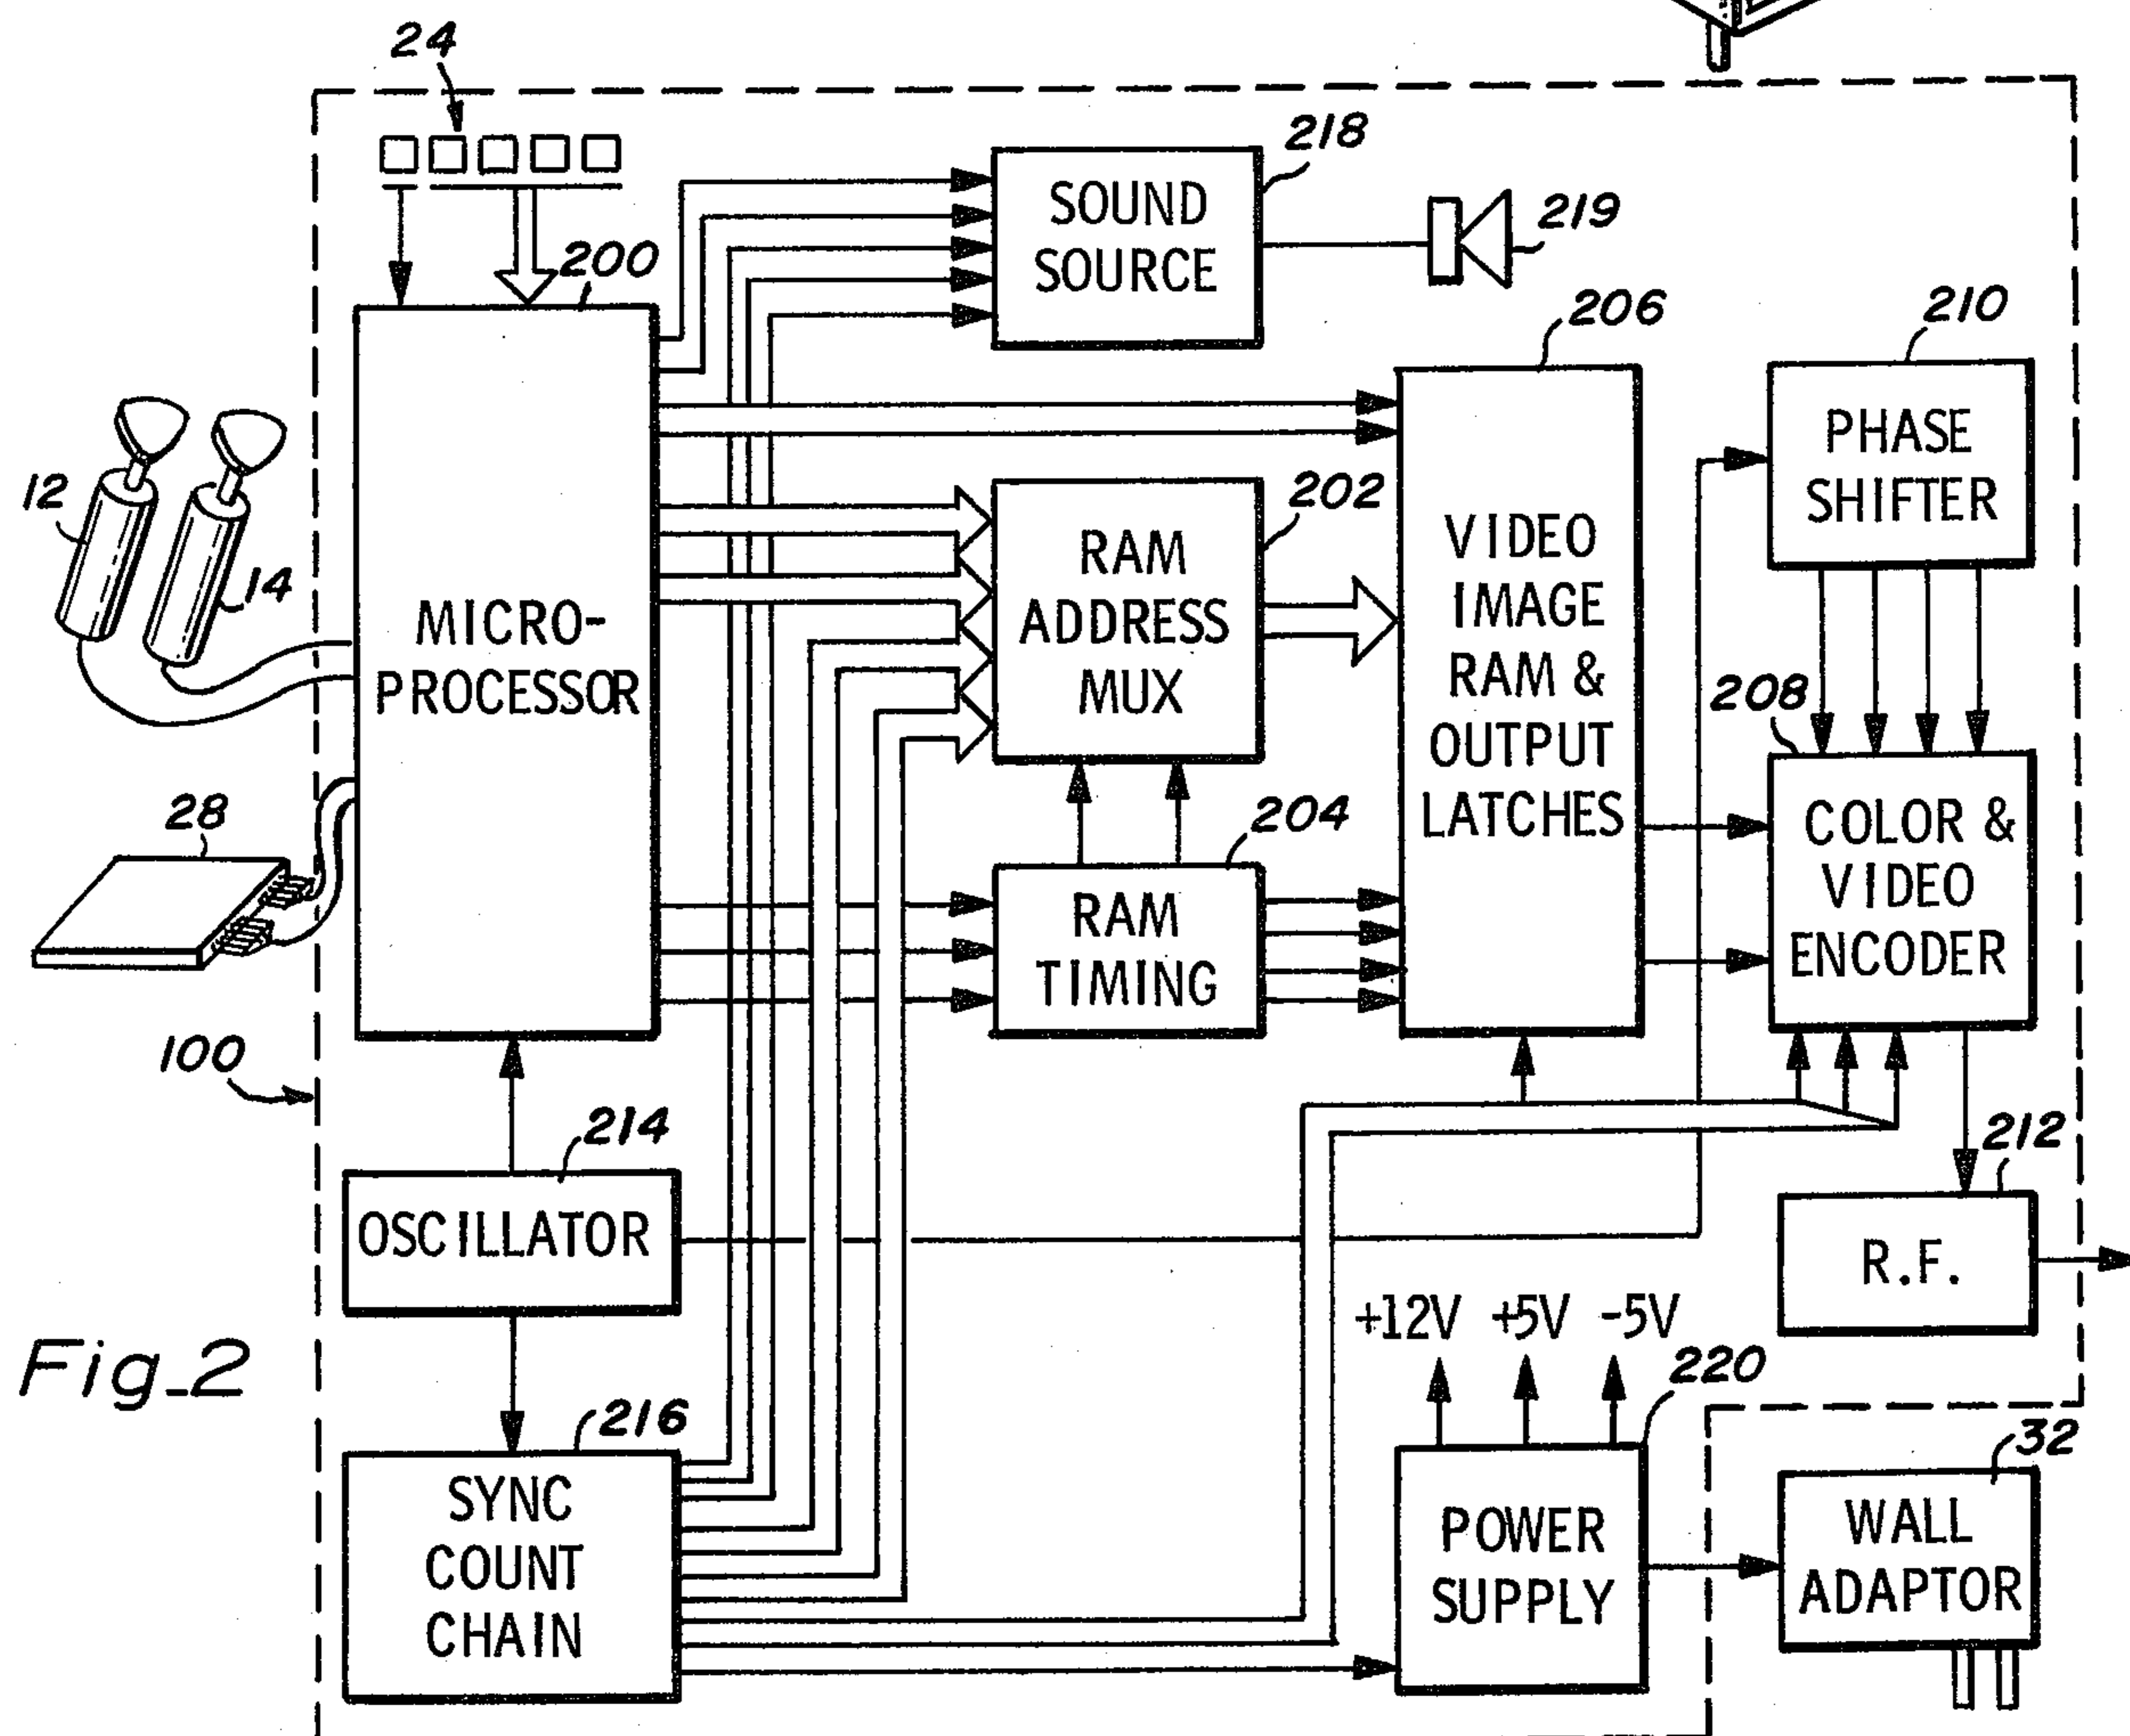 24
218
SOUND
SOURCE
219
200
206
210
PHASE
SHIFTER
12
14
MICRO-
PROCESSOR
202
RAM
ADDRESS
MUX
VIDEO
IMAGE
RAM &
OUTPUT
LATCHES
208
COLOR &
VIDEO
ENCODER
28
204
RAM
TIMING
100
214
OSCILLATOR
212
R.F.
+12V +5V -5V
220
Fig_2
216
SYNC
COUNT
CHAIN
POWER
SUPPLY
32
WALL
ADAPTOR